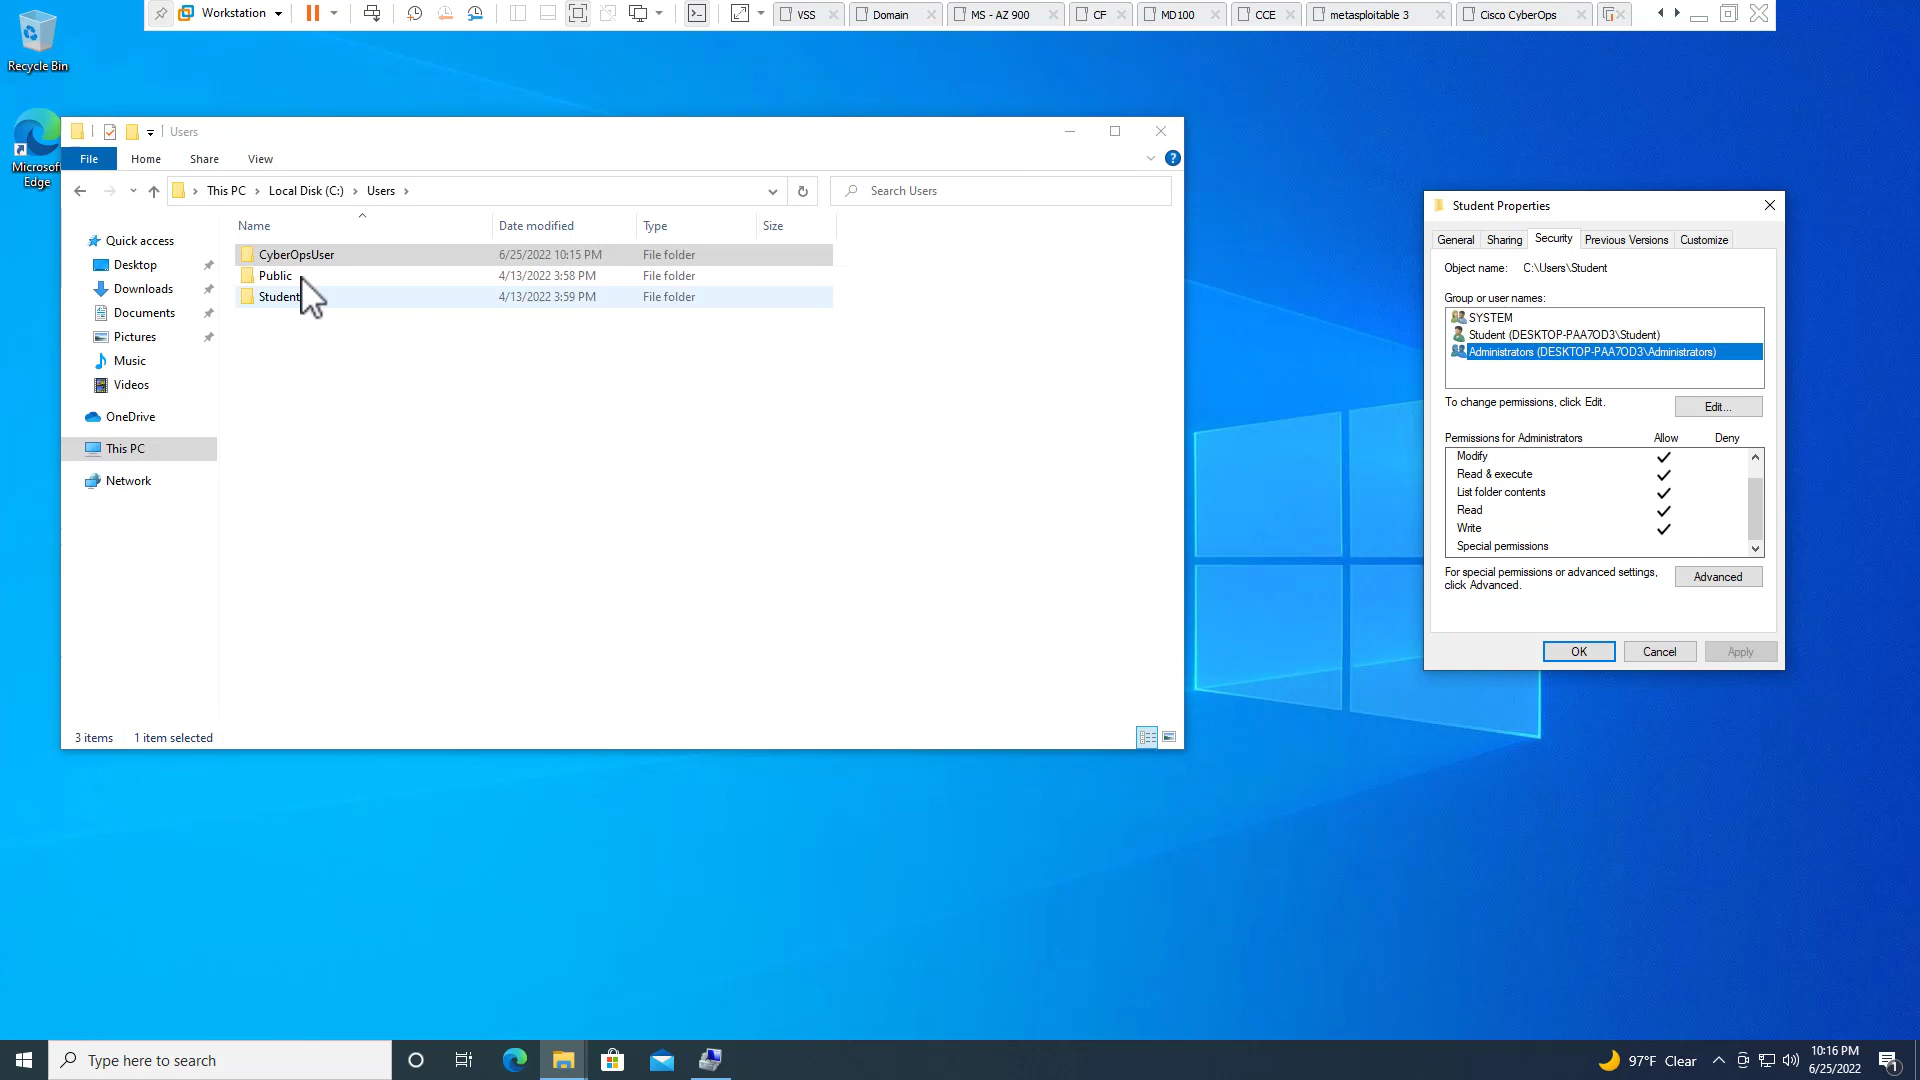 Workstation
VSS
Domain
MS - AZ 900
CF
MD100
CCE
metasploitable 3
Cisco CyberOps
Recycle Bin
Microsoft
Edge
Users
File
Home
Share
View
This PC
Local Disk (C:)
Users
Search Users
Name
Date modified
Type
Size
CyberOpsUser
6/25/2022 10:15 PM
File folder
Public
4/13/2022 3:58 PM
File folder
Student
4/13/2022 3:59 PM
File folder
Quick access
Desktop
Downloads
Documents
Pictures
Music
Videos
OneDrive
This PC
Network
3 items
1 item selected
Student Properties
General
Sharing
Security
Previous Versions
Customize
Object name: C:\Users\Student
Group or user names:
SYSTEM
Student (DESKTOP-PAA7OD3\Student)
Administrators (DESKTOP-PAA7OD3\Administrators)
To change permissions, click Edit.
Edit...
Permissions for Administrators
Allow
Deny
Modify
Read & execute
List folder contents
Read
Write
Special permissions
For special permissions or advanced settings,
click Advanced.
Advanced
OK
Cancel
Apply
Type here to search
97°F Clear
10:16 PM
6/25/2022
1